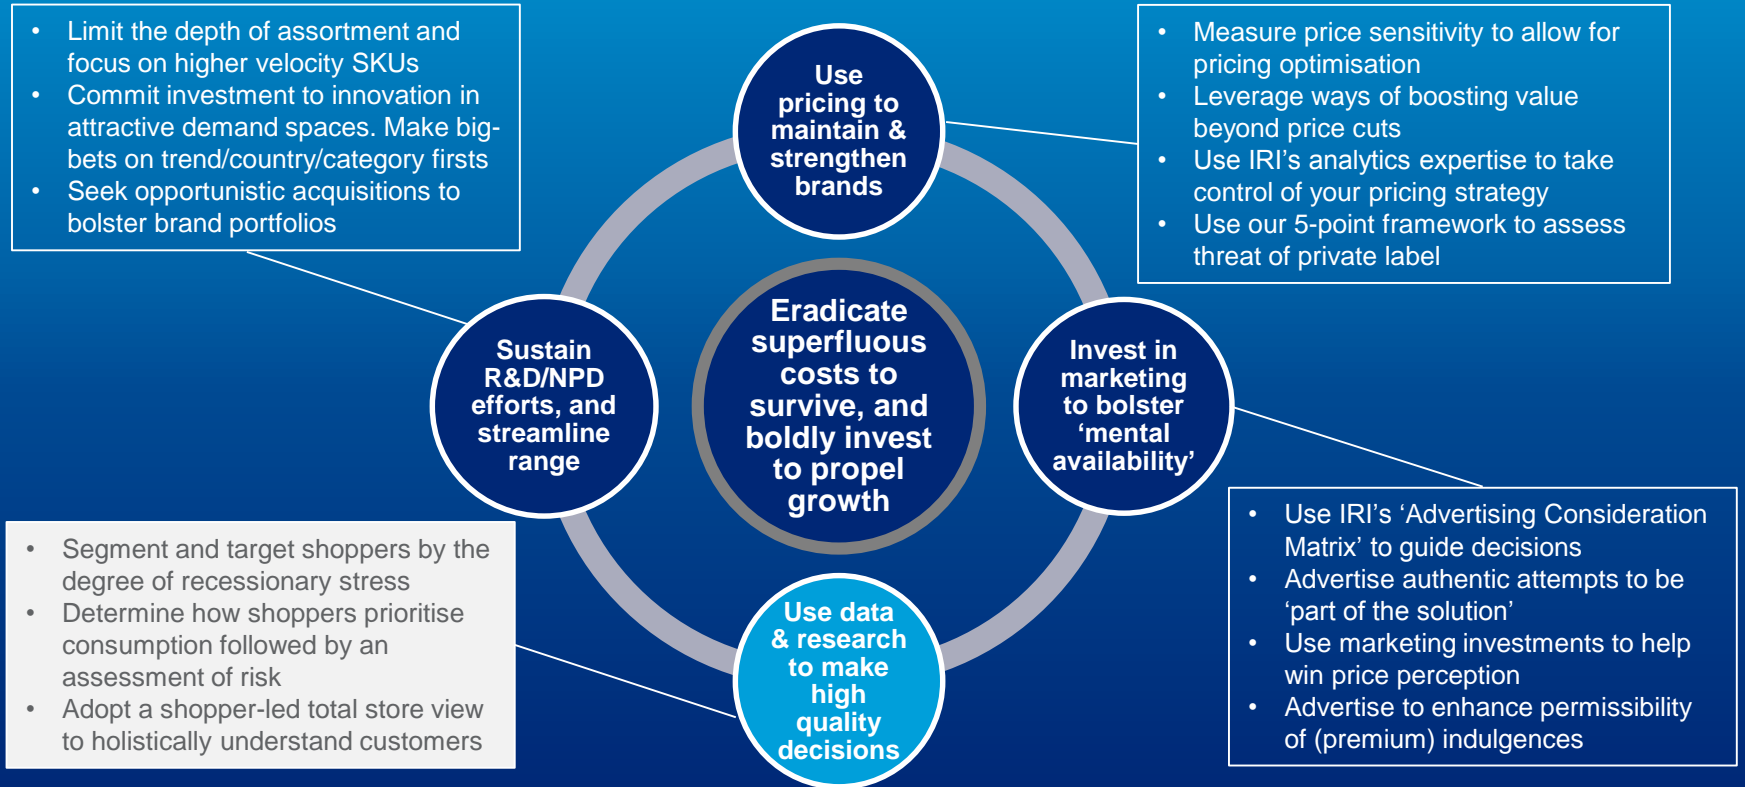 • Limit the depth of assortment and
focus on higher velocity SKUs
• Commit investment to innovation in
attractive demand spaces. Make big-
bets on trend/country/category firsts
• Seek opportunistic acquisitions to
bolster brand portfolios
Use
pricing to
maintain &
strengthen
brands
• Measure price sensitivity to allow for
pricing optimisation
• Leverage ways of boosting value
beyond price cuts
• Use IRI's analytics expertise to take
control of your pricing strategy
• Use our 5-point framework to assess
threat of private label
Sustain
R&D/NPD
efforts, and
streamline
range
Eradicate
superfluous
costs to
survive, and
boldly invest
to propel
growth
Invest in
marketing
to bolster
‘mental
availability’
• Segment and target shoppers by the
degree of recessionary stress
• Determine how shoppers prioritise
consumption followed by an
assessment of risk
• Adopt a shopper-led total store view
to holistically understand customers
Use data
& research
to make
high
quality
decisions
• Use IRI's ‘Advertising Consideration
Matrix’ to guide decisions
• Advertise authentic attempts to be
‘part of the solution’
• Use marketing investments to help
win price perception
• Advertise to enhance permissibility
of (premium) indulgences